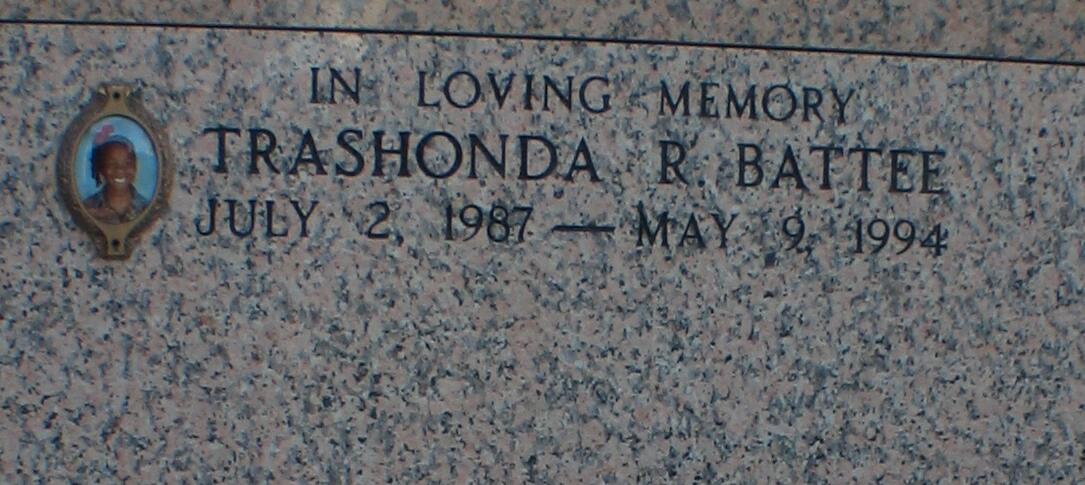 IN LOVING MEMORY
TRASHONDA R. BATTEE
JULY 2, 1987 — MAY 9, 1994